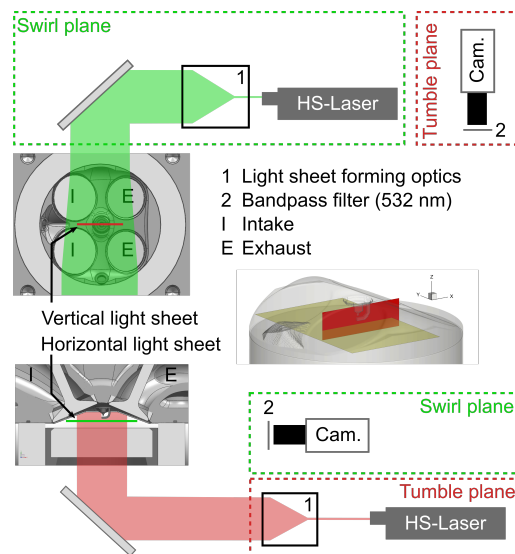 Swirl plane
1
HS-Laser
Tumble plane
Cam.
2
I
E
I
E
1 Light sheet forming optics
2 Bandpass filter (532 nm)
I Intake
E Exhaust
Z
Y
X
Vertical light sheet
Horizontal light sheet
I
E
2
Swirl plane
Cam.
Tumble plane
1
HS-Laser